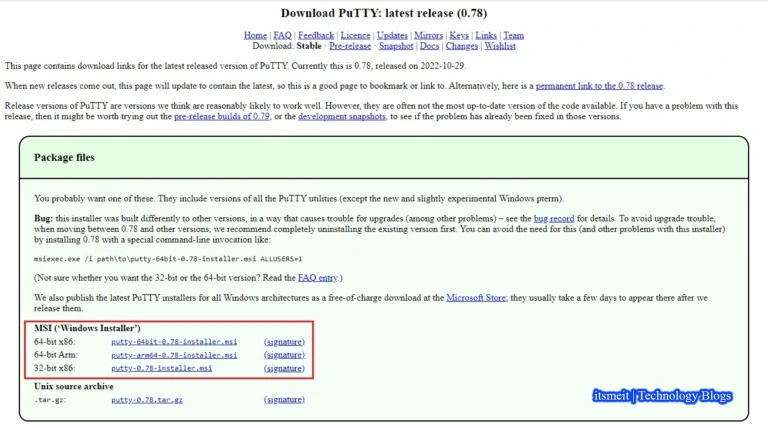 Download PuTTY: latest release (0.78)
Home | FAQ | Feedback | Licence | Updates | Mirrors | Keys | Links | Team
Download: Stable · Pre-release · Snapshot | Docs | Changes | Wishlist
This page contains download links for the latest released version of PuTTY. Currently this is 0.78, released on 2022-10-29.
When new releases come out, this page will update to contain the latest, so this is a good page to bookmark or link to. Alternatively, here is a permanent link to the 0.78 release.
Release versions of PuTTY are versions we think are reasonably likely to work well. However, they are often not the most up-to-date version of the code available. If you have a problem with this
release, then it might be worth trying out the pre-release builds of 0.79, or the development snapshots, to see if the problem has already been fixed in those versions.
Package files
You probably want one of these. They include versions of all the PuTTY utilities (except the new and slightly experimental Windows pterm).
Bug: this installer was built differently to other versions, in a way that causes trouble for upgrades (among other problems) – see the bug record for details. To avoid upgrade trouble,
when moving between 0.78 and other versions, we recommend completely uninstalling the existing version first. You can avoid the need for this (and other problems with this installer)
by installing 0.78 with a special command-line invocation like:
msiexec.exe /i path\to\putty-64bit-0.78-installer.msi ALLUSERS=1
(Not sure whether you want the 32-bit or the 64-bit version? Read the FAQ entry.)
We also publish the latest PuTTY installers for all Windows architectures as a free-of-charge download at the Microsoft Store; they usually take a few days to appear there after we
release them.
MSI (‘Windows Installer’)
64-bit x86: putty-64bit-0.78-installer.msi (signature)
64-bit Arm: putty-arm64-0.78-installer.msi (signature)
32-bit x86: putty-0.78-installer.msi (signature)
Unix source archive
.tar.gz: putty-0.78.tar.gz (signature)
itsmeit | Technology Blogs